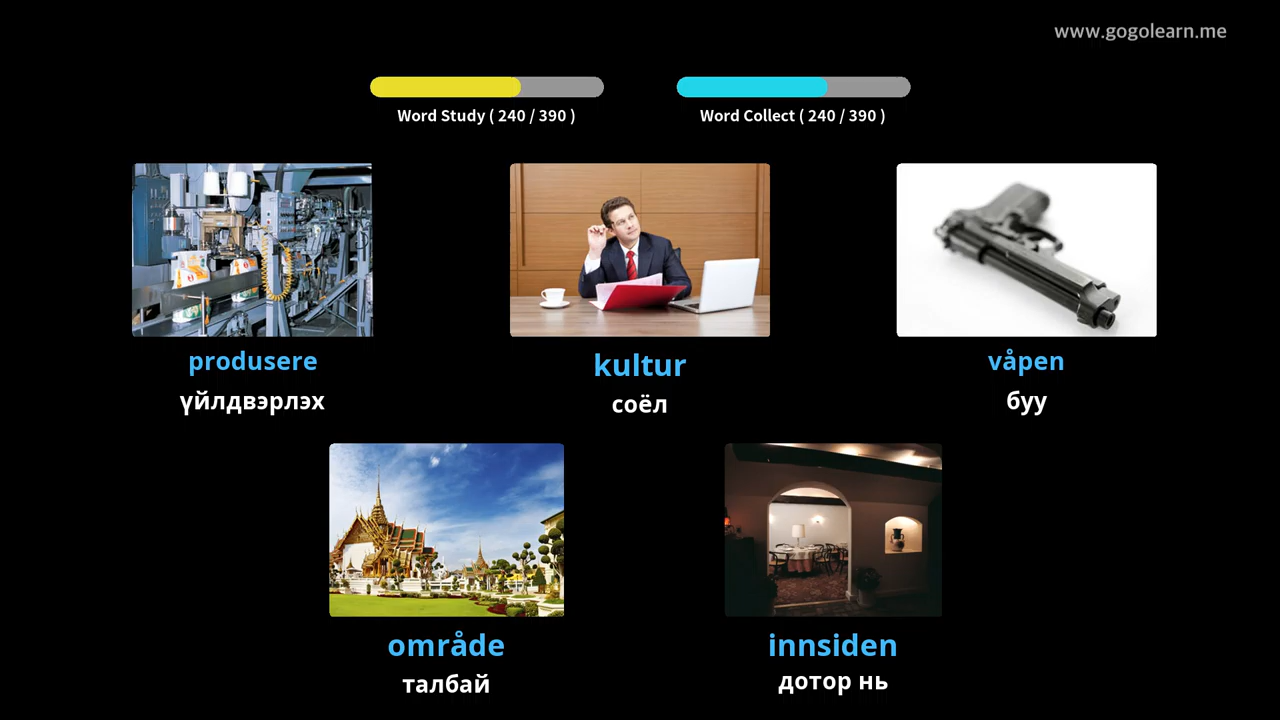 www.gogolearn.me
Word Study ( 240 / 390 )
Word Collect ( 240 / 390 )
produsere
үйлдвэрлэх
kultur
соёл
våpen
буу
område
талбай
innsiden
дотор нь